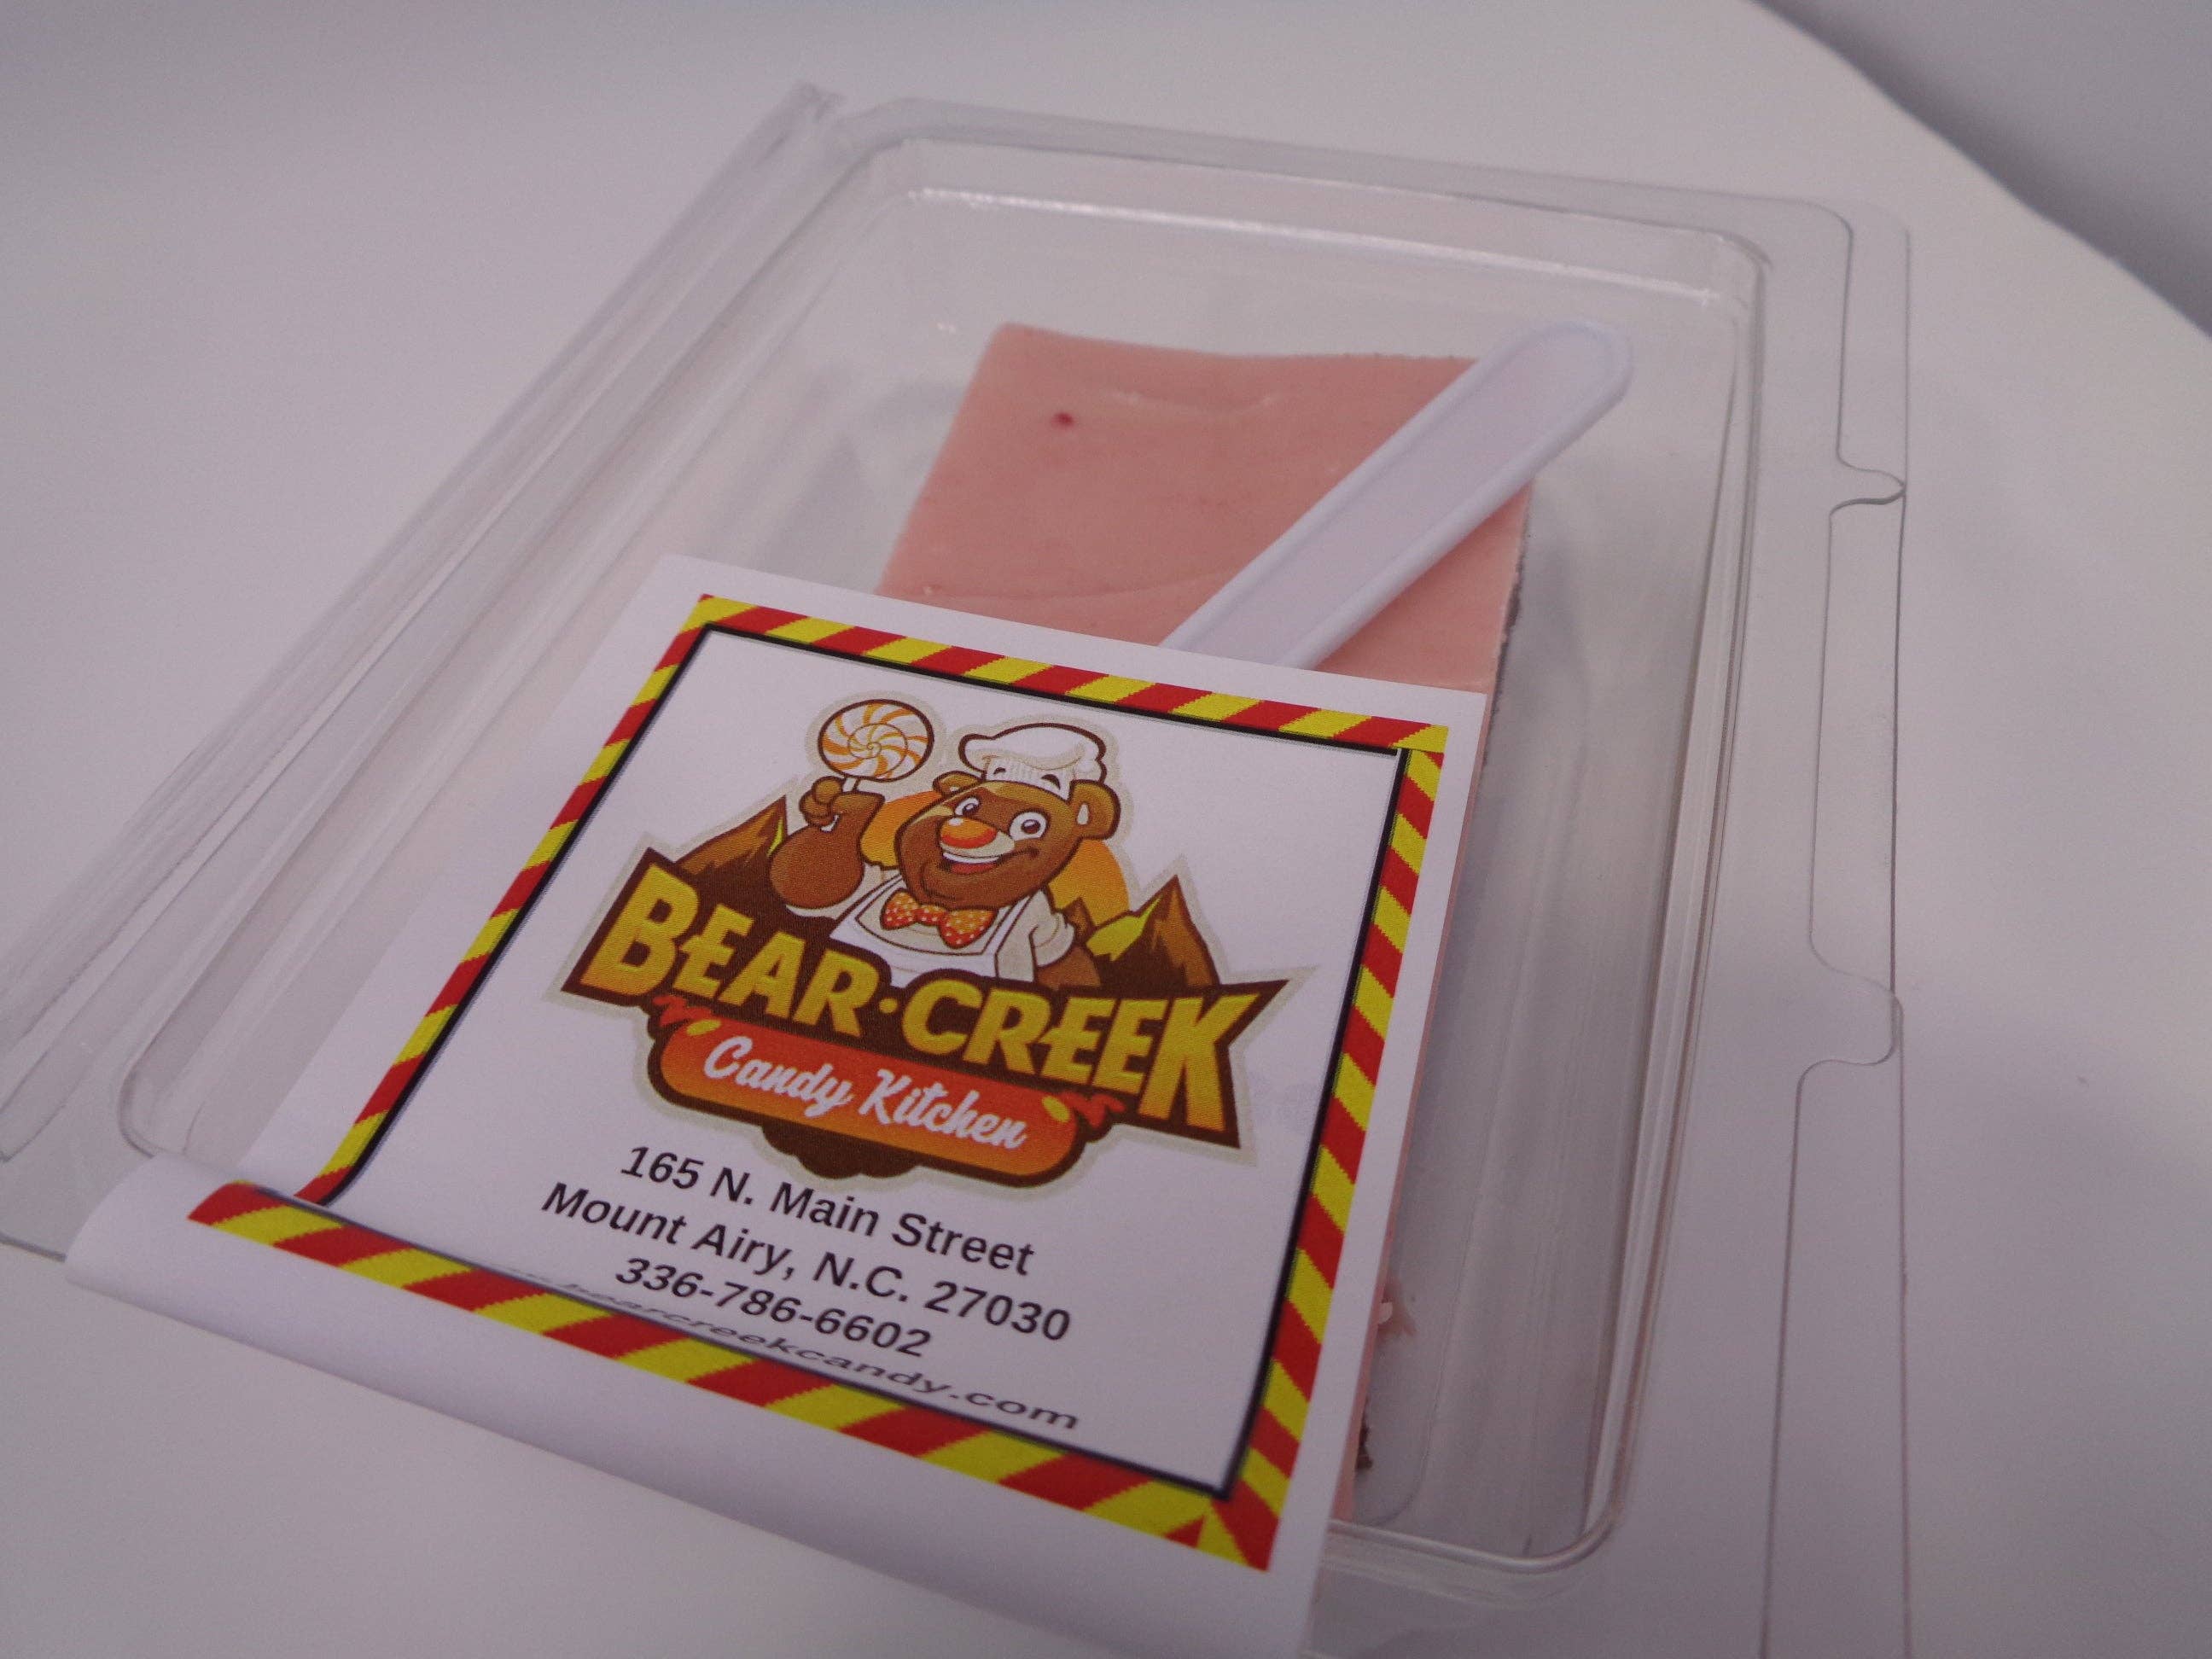 BEAR·CREEK
Candy Kitchen
165 N. Main Street
Mount Airy, N.C. 27030
336-786-6602
bearcreekcandy.com